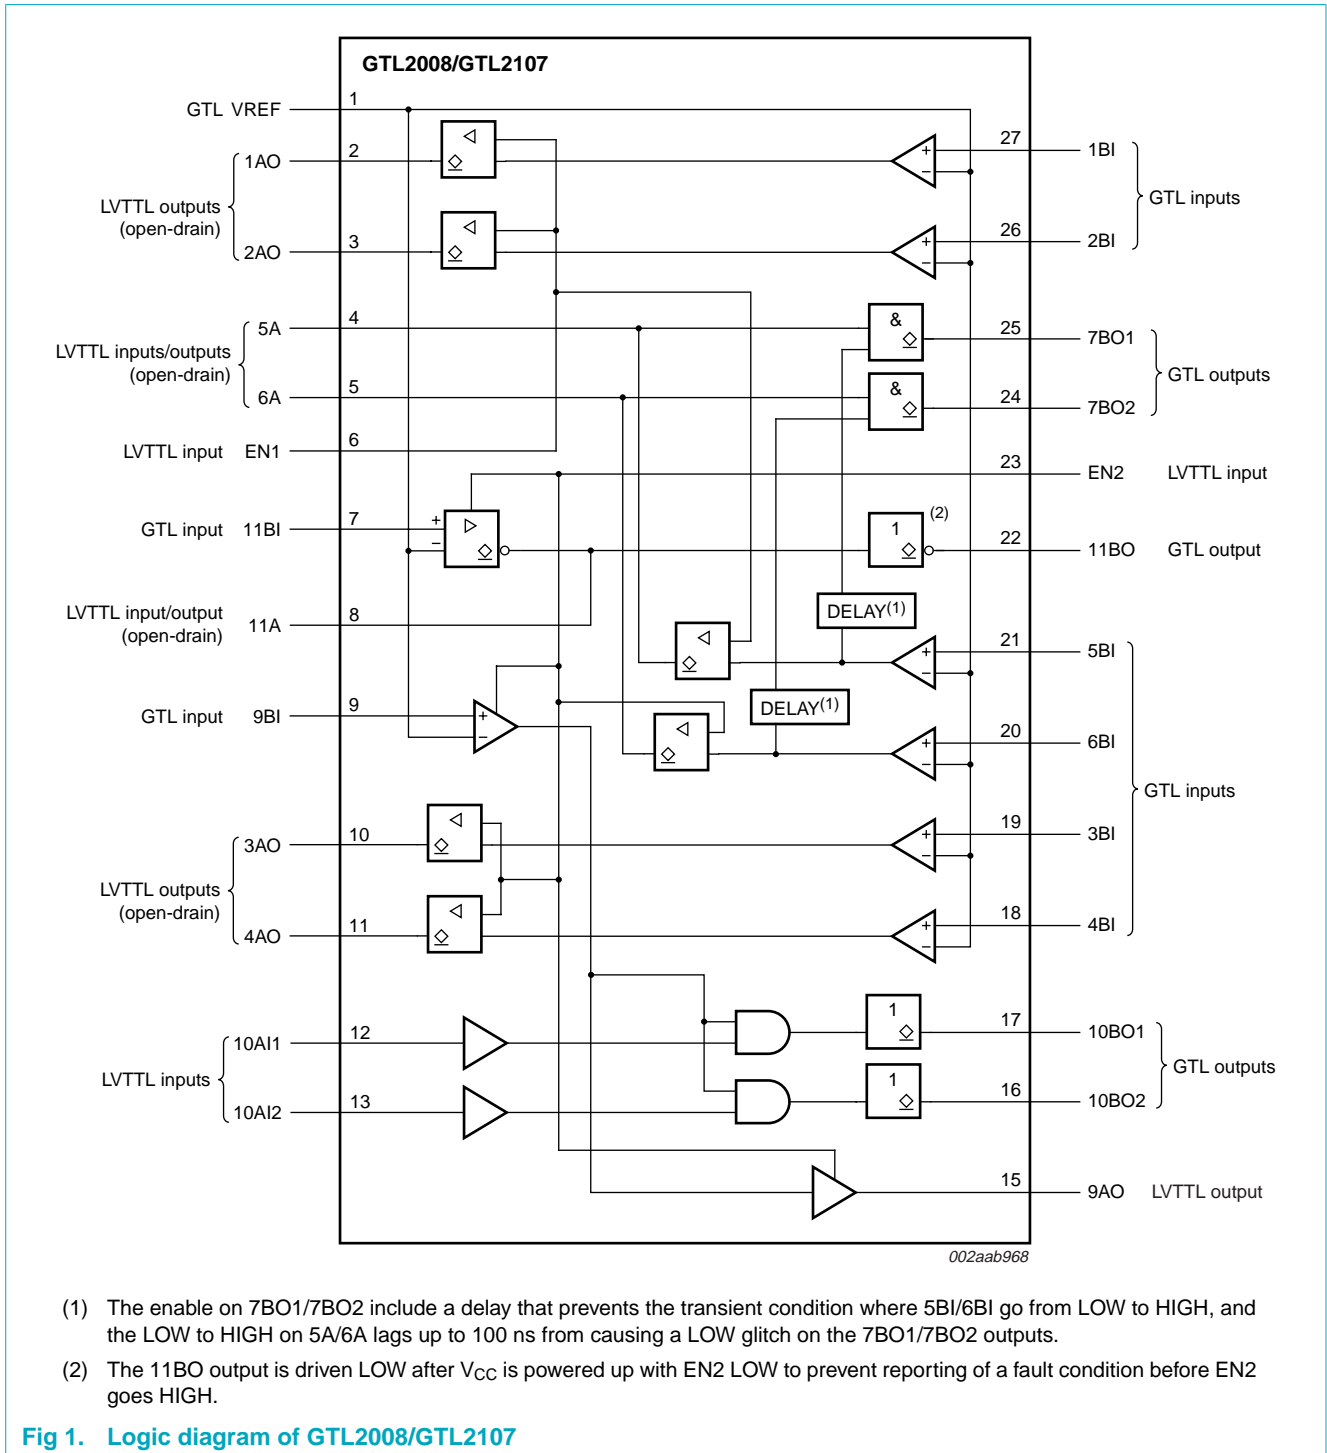 GTL2008/GTL2107
GTL VREF 1
1AO 2
LVTTL outputs
(open-drain)
2AO 3
27 1BI
26 2BI
GTL inputs
+
−
+
−
5A 4
LVTTL inputs/outputs
(open-drain)
6A 5
&
25 7BO1
&
24 7BO2
GTL outputs
LVTTL input EN1 6
23 EN2 LVTTL input
GTL input 11BI 7
+
−
1
(2)
22 11BO GTL output
LVTTL input/output
(open-drain)
11A 8
DELAY(1)
21 5BI
+
−
GTL input 9BI 9
+
−
DELAY(1)
20 6BI
+
−
GTL inputs
3AO 10
LVTTL outputs
(open-drain)
4AO 11
19 3BI
+
−
18 4BI
+
−
10AI1 12
LVTTL inputs
10AI2 13
1
17 10BO1
1
16 10BO2
GTL outputs
15 9AO LVTTL output
002aab968
(1) The enable on 7BO1/7BO2 include a delay that prevents the transient condition where 5BI/6BI go from LOW to HIGH, and
the LOW to HIGH on 5A/6A lags up to 100 ns from causing a LOW glitch on the 7BO1/7BO2 outputs.
(2) The 11BO output is driven LOW after VCC is powered up with EN2 LOW to prevent reporting of a fault condition before EN2
goes HIGH.
Fig 1. Logic diagram of GTL2008/GTL2107